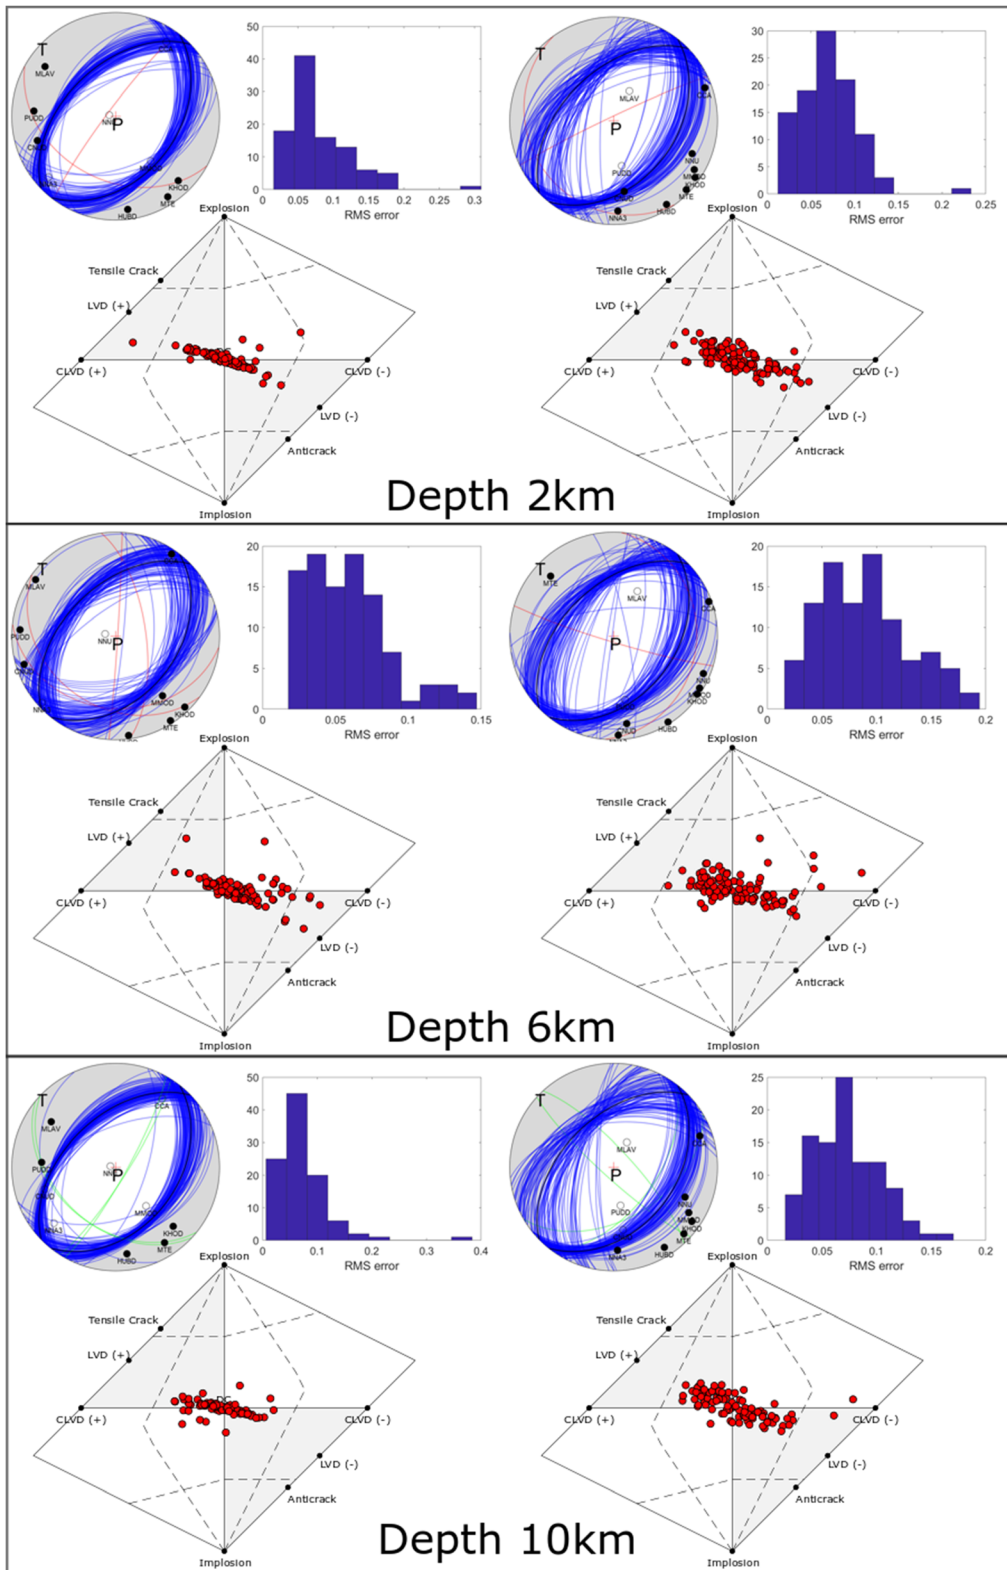 T
MLAV
PUDD
P
KHOD
MTE
HUBD
50
40
30
20
10
0
0.05
0.1
0.15
0.2
0.25
0.3
RMS error
T
MLAV
CCA
P
NNU
PUDD
KHOD
MTE
HUBD
NNA3
30
25
20
15
10
5
0
0
0.05
0.1
0.15
0.2
0.25
RMS error
Explosion
Tensile Crack
LVD (+)
CLVD (+)
CLVD (-)
LVD (-)
Anticrack
Implosion
Explosion
Tensile Crack
LVD (+)
CLVD (+)
CLVD (-)
LVD (-)
Anticrack
Implosion
Depth 2km
T
MLAV
PUDD
NNU
P
MMOD
KHOD
MTE
20
15
10
5
0
0
0.05
0.1
0.15
RMS error
T
MTE
MLAV
P
NNU
KHOD
HUBD
20
15
10
5
0
0
0.05
0.1
0.15
0.2
RMS error
Explosion
Tensile Crack
LVD (+)
CLVD (+)
CLVD (-)
LVD (-)
Anticrack
Implosion
Explosion
Tensile Crack
LVD (+)
CLVD (+)
CLVD (-)
LVD (-)
Anticrack
Implosion
Depth 6km
T
CCA
MLAV
PUDD
P
KHOD
MTE
HUBD
50
40
30
20
10
0
0
0.1
0.2
0.3
0.4
RMS error
T
MLAV
P
NNU
PUDD
KHOD
MTE
HUBD
NNA3
25
20
15
10
5
0
0
0.05
0.1
0.15
0.2
RMS error
Explosion
Tensile Crack
LVD (+)
DC
CLVD (+)
CLVD (-)
LVD (-)
Anticrack
Implosion
Explosion
Tensile Crack
LVD (+)
CLVD (+)
CLVD (-)
LVD (-)
Anticrack
Implosion
Depth 10km